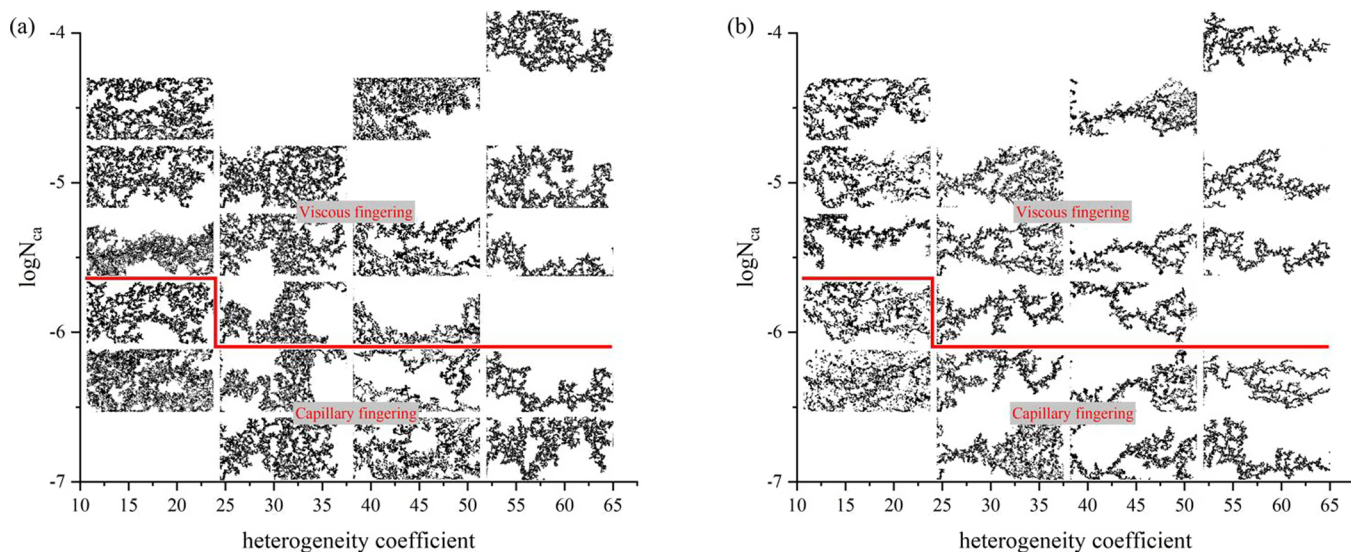 (a)
-4
-5
-6
-7
logN_ca
Viscous fingering
Capillary fingering
10 15 20 25 30 35 40 45 50 55 60 65
heterogeneity coefficient
(b)
-4
-5
-6
-7
logN_ca
Viscous fingering
Capillary fingering
10 15 20 25 30 35 40 45 50 55 60 65
heterogeneity coefficient